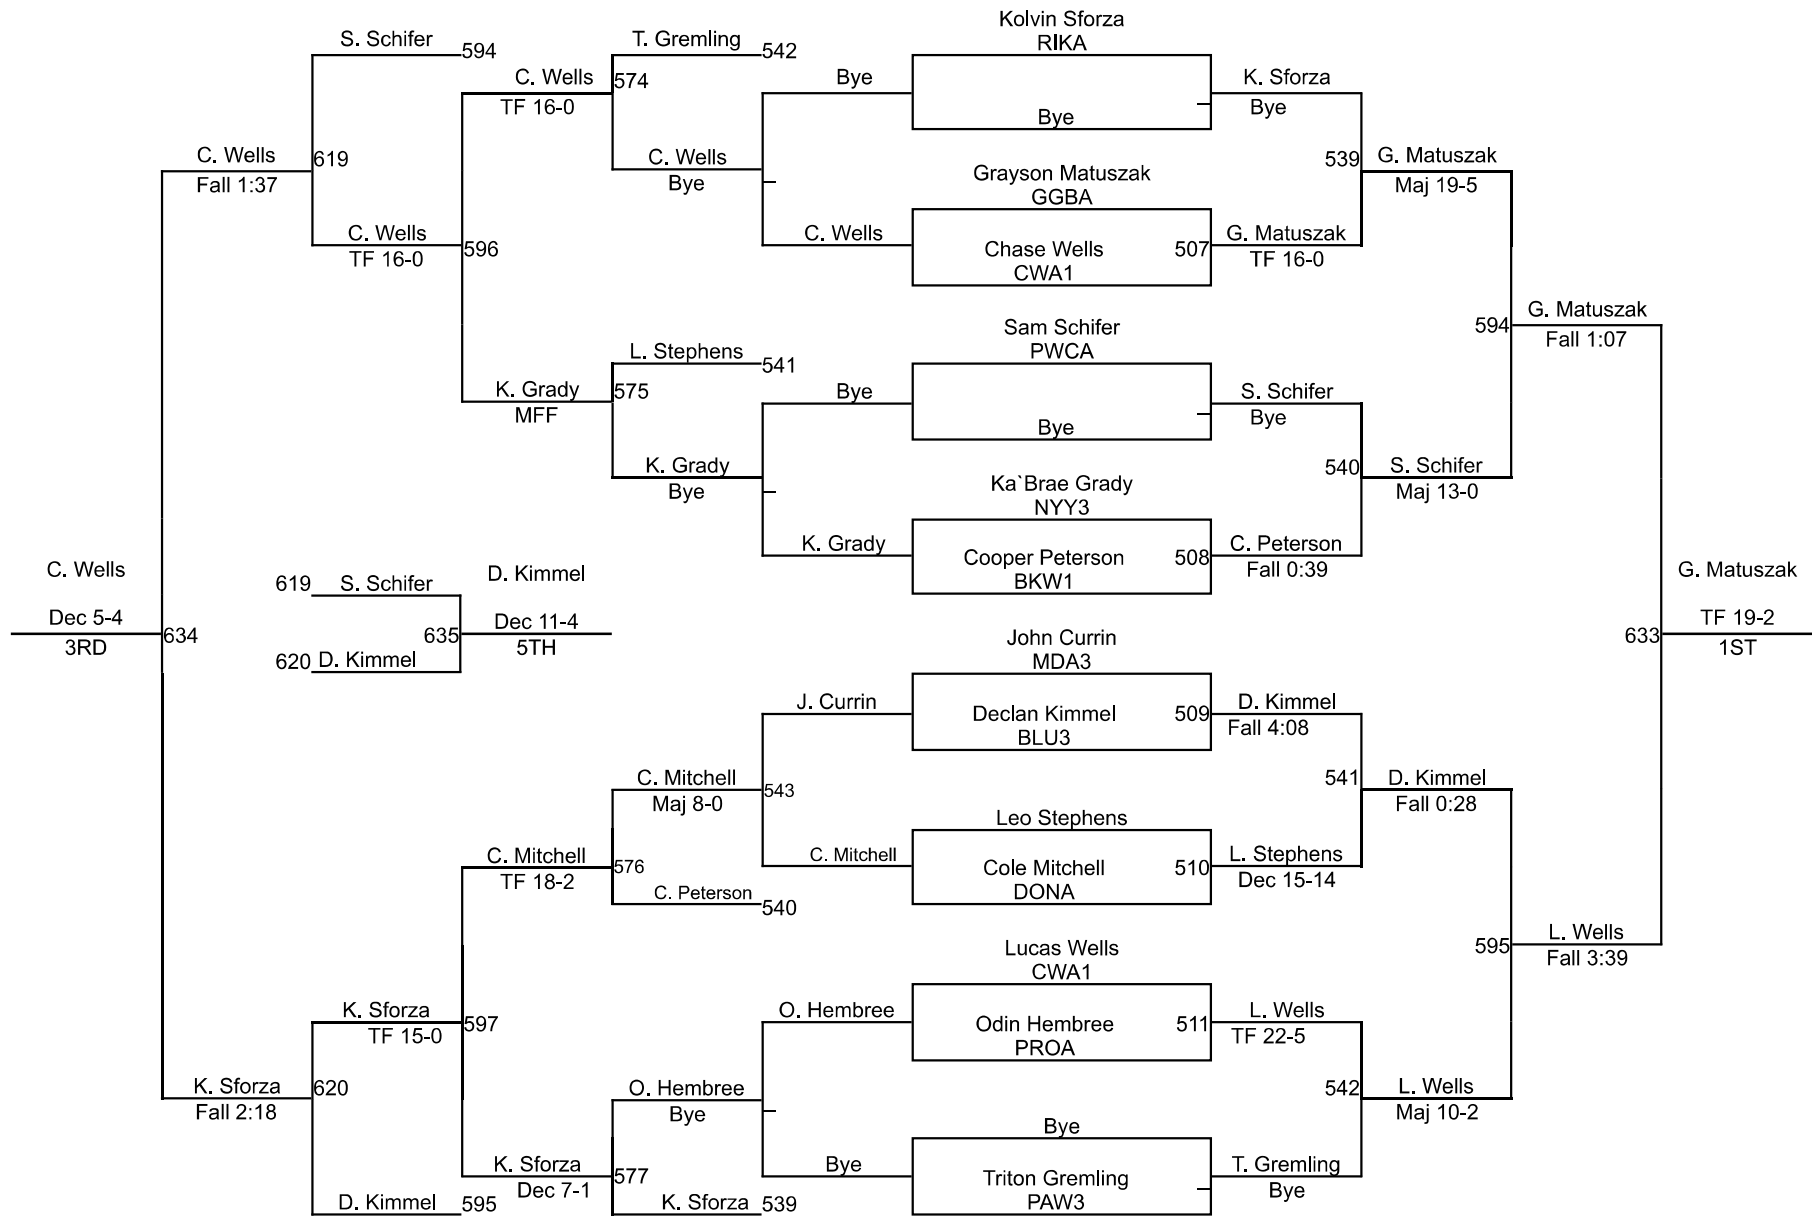 Kolvin Sforza
RIKA
S. Schifer
594
T. Gremling
542
C. Wells
574
TF 16-0
Bye
K. Sforza
Bye
Bye
C. Wells
619
Fall 1:37
C. Wells
Bye
539
G. Matuszak
Maj 19-5
Grayson Matuszak
GGBA
C. Wells
596
TF 16-0
C. Wells
Chase Wells
507
CWA1
G. Matuszak
TF 16-0
Sam Schifer
PWCA
594
G. Matuszak
Fall 1:07
L. Stephens
541
K. Grady
575
MFF
Bye
S. Schifer
Bye
Bye
K. Grady
Bye
540
S. Schifer
Maj 13-0
Ka`Brae Grady
NYY3
K. Grady
Cooper Peterson
508
BKW1
C. Peterson
Fall 0:39
C. Wells
Dec 5-4
634
3RD
619
S. Schifer
D. Kimmel
635
Dec 11-4
5TH
620
D. Kimmel
G. Matuszak
633
TF 19-2
1ST
John Currin
MDA3
J. Currin
Declan Kimmel
509
BLU3
D. Kimmel
Fall 4:08
C. Mitchell
543
Maj 8-0
541
D. Kimmel
Fall 0:28
Leo Stephens
C. Mitchell
576
TF 18-2
C. Mitchell
Cole Mitchell
510
DONA
L. Stephens
Dec 15-14
C. Peterson
540
Lucas Wells
CWA1
595
L. Wells
Fall 3:39
K. Sforza
597
TF 15-0
O. Hembree
Odin Hembree
511
PROA
L. Wells
TF 22-5
K. Sforza
620
Fall 2:18
O. Hembree
Bye
542
L. Wells
Maj 10-2
Bye
K. Sforza
577
Dec 7-1
Bye
Triton Gremling
PAW3
T. Gremling
Bye
D. Kimmel
595
K. Sforza
539